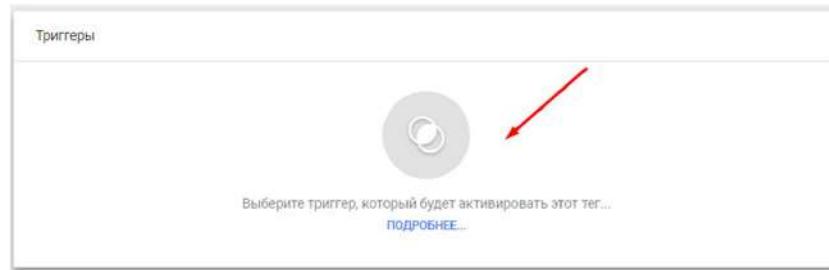 Триггеры
Выберите триггер, который будет активировать этот тег...
ПОДРОБНЕЕ...